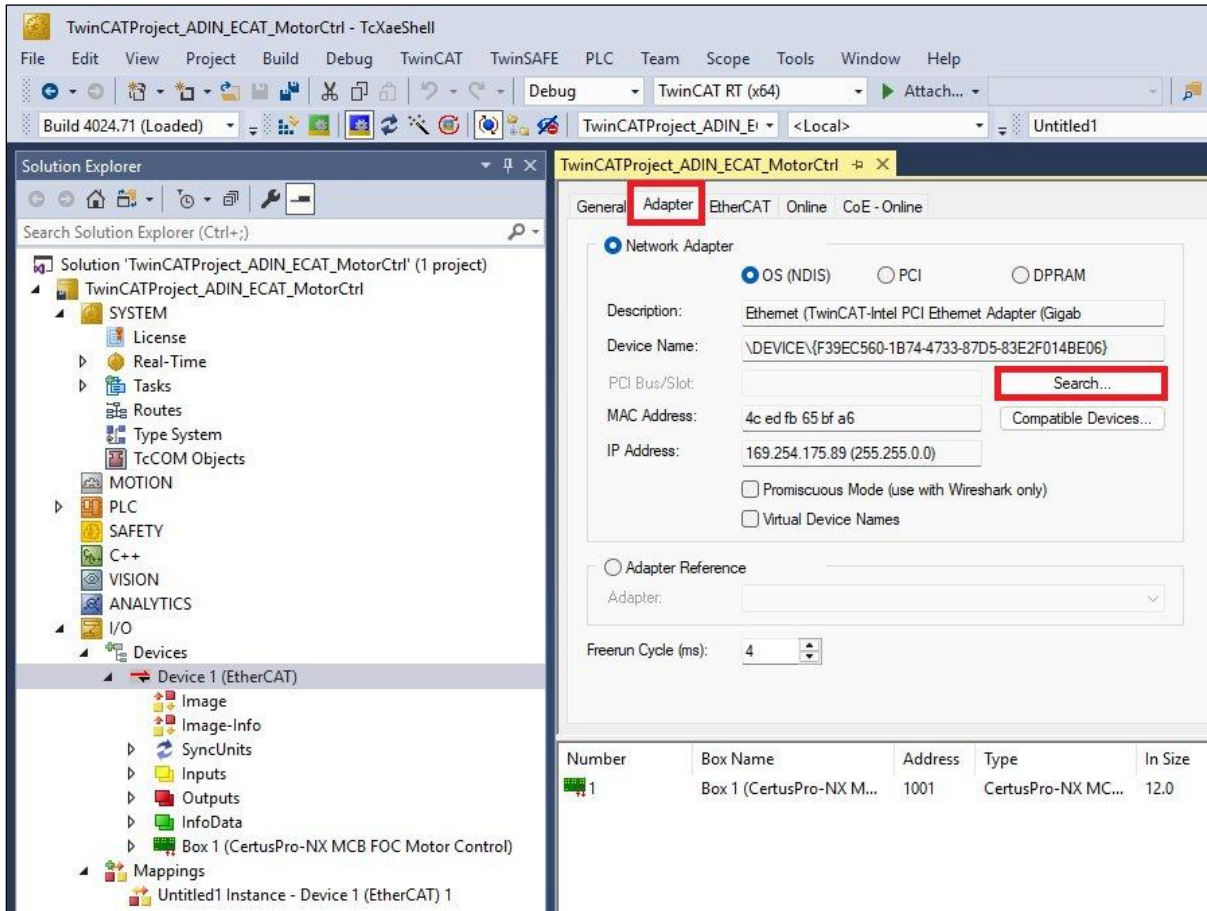 TwinCATProject_ADIN_ECAT_MotorCtrl - TcXaeShell
File Edit View Project Build Debug TwinCAT TwinSAFE PLC Team Scope Tools Window Help
Debug TwinCAT RT (x64) Attach...
Build 4024.71 (Loaded) TwinCATProject_ADIN_E <Local> Untitled1
Solution Explorer
Search Solution Explorer (Ctrl+;)
Solution 'TwinCATProject_ADIN_ECAT_MotorCtrl' (1 project)
TwinCATProject_ADIN_ECAT_MotorCtrl
SYSTEM
License
Real-Time
Tasks
Routes
Type System
TcCOM Objects
MOTION
PLC
SAFETY
C++
VISION
ANALYTICS
I/O
Devices
Device 1 (EtherCAT)
Image
Image-Info
SyncUnits
Inputs
Outputs
InfoData
Box 1 (CertusPro-NX MCB FOC Motor Control)
Mappings
Untitled1 Instance - Device 1 (EtherCAT) 1
TwinCATProject_ADIN_ECAT_MotorCtrl
General Adapter EtherCAT Online CoE - Online
Network Adapter
OS (NDIS) PCI DPRAM
Description: Ethernet (TwinCAT-Intel PCI Ethernet Adapter (Gigab
Device Name: \DEVICE\{F39EC560-1B74-4733-87D5-83E2F014BE06}
PCI Bus/Slot: Search...
MAC Address: 4c ed fb 65 bf a6 Compatible Devices...
IP Address: 169.254.175.89 (255.255.0.0)
Promiscuous Mode (use with Wireshark only)
Virtual Device Names
Adapter Reference
Adapter:
Freerun Cycle (ms): 4
Number Box Name Address Type In Size
1 Box 1 (CertusPro-NX M... 1001 CertusPro-NX MC... 12.0